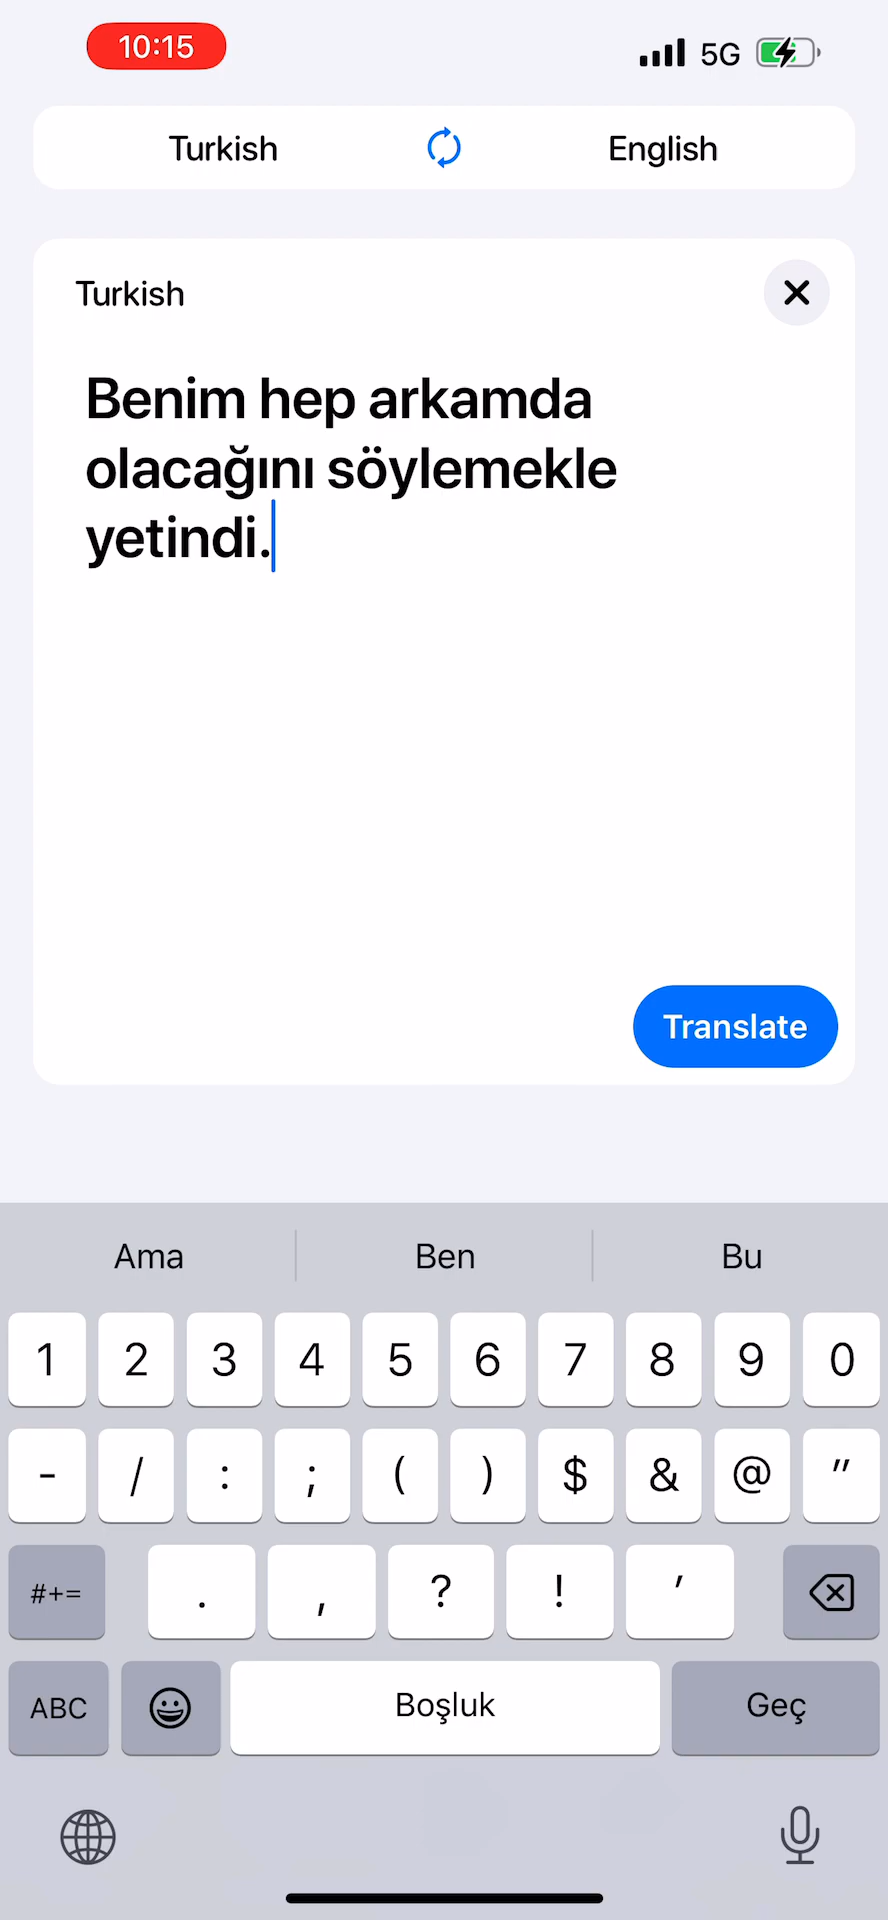 10:15 5G
Turkish English
Turkish
Benim hep arkamda
olacağını söylemekle
yetindi.
Translate
Ama Ben Bu
1 2 3 4 5 6 7 8 9 0
- / : ; ( ) $ & @ "
#+= . , ? ! '
ABC Boşluk Geç